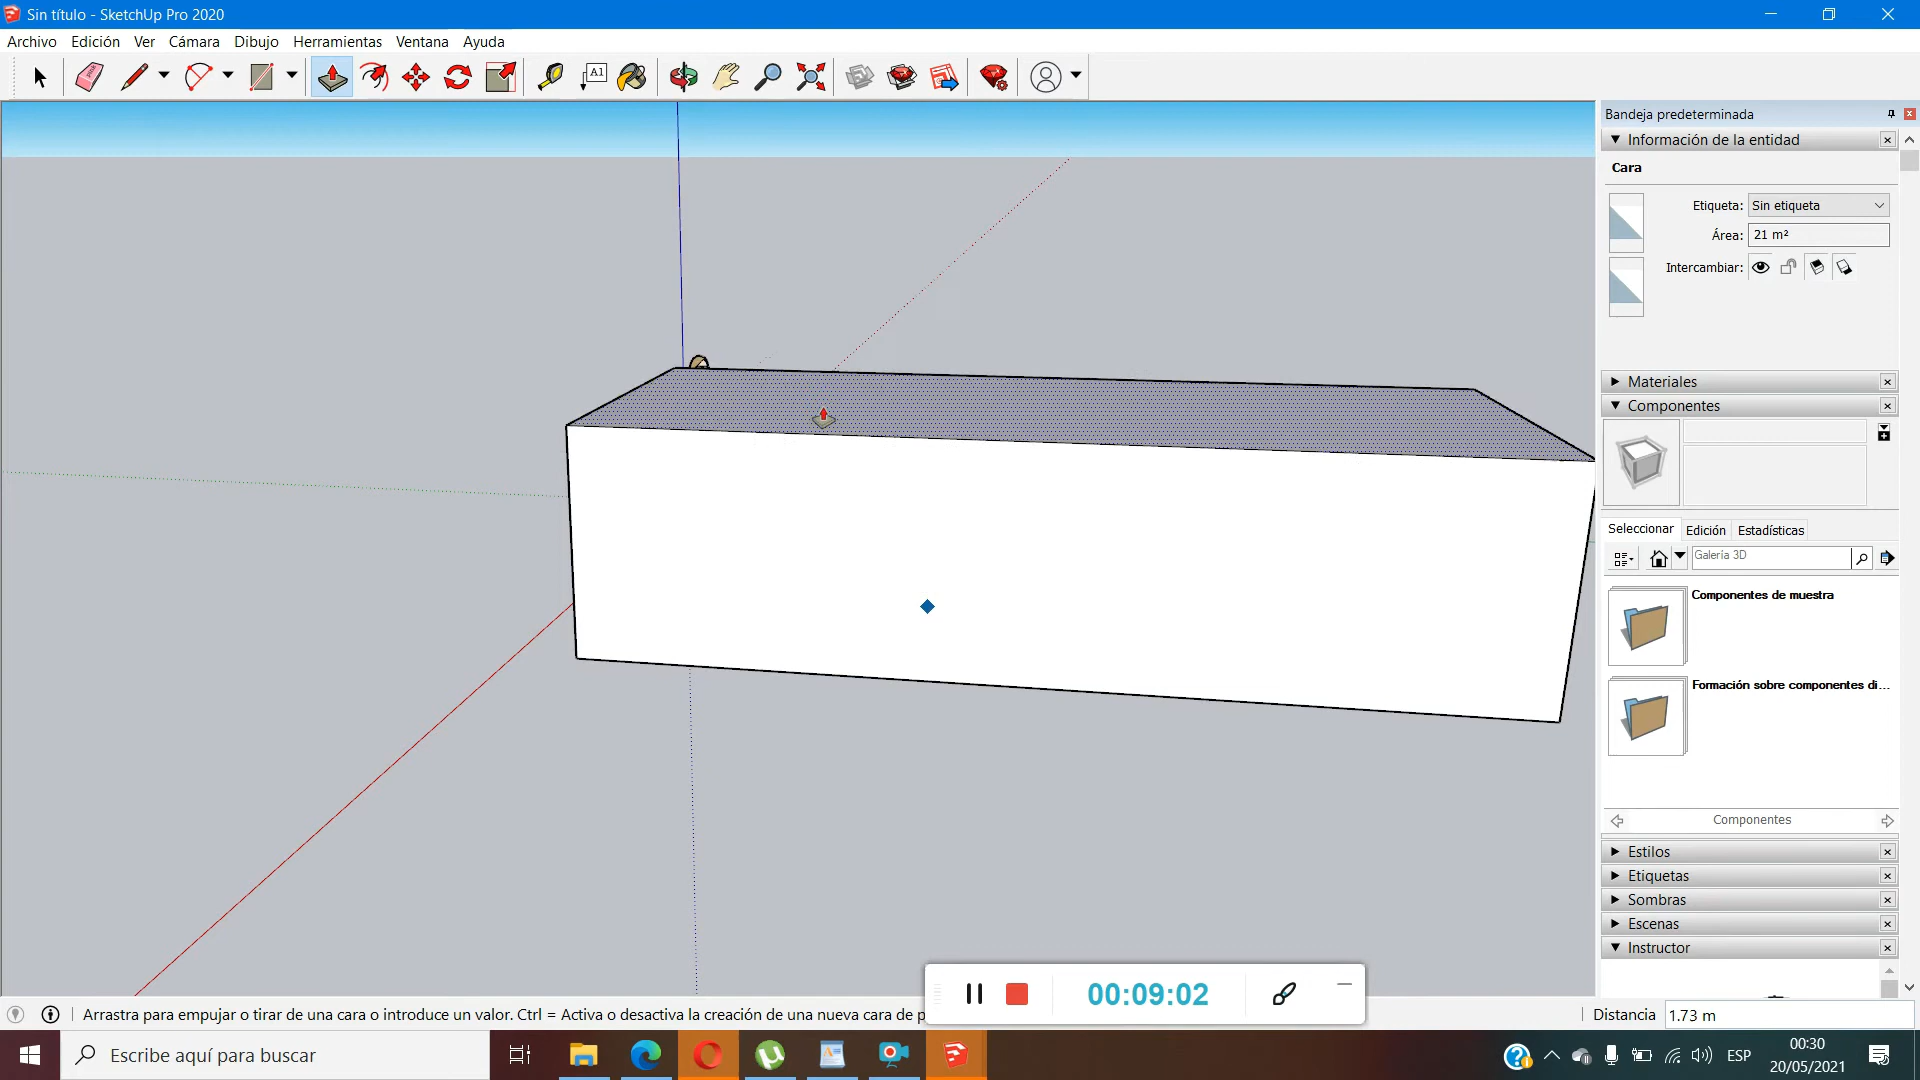 Sin título - SketchUp Pro 2020
Archivo Edición Ver Cámara Dibujo Herramientas Ventana Ayuda
A1
Bandeja predeterminada
Información de la entidad
Cara
Etiqueta: Sin etiqueta
Área: 21 m²
Intercambiar:
Materiales
Componentes
Seleccionar Edición Estadísticas
Galería 3D
Componentes de muestra
Formación sobre componentes di...
Componentes
Estilos
Etiquetas
Sombras
Escenas
Instructor
00:09:02
Arrastra para empujar o tirar de una cara o introduce un valor. Ctrl = Activa o desactiva la creación de una nueva cara de p
Distancia 1.73 m
Escribe aquí para buscar
ESP
00:30
20/05/2021